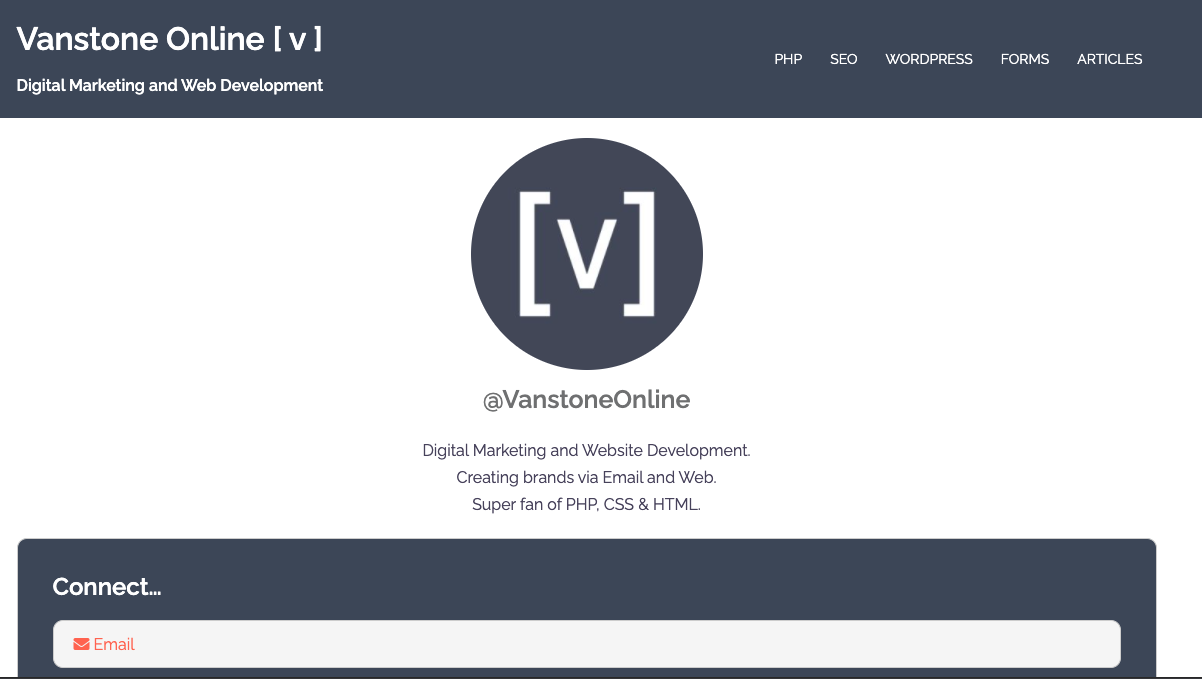 Vanstone Online [ v ]
Digital Marketing and Web Development
PHP SEO WORDPRESS FORMS ARTICLES
[v]
@VanstoneOnline
Digital Marketing and Website Development.
Creating brands via Email and Web.
Super fan of PHP, CSS & HTML.
Connect...
Email